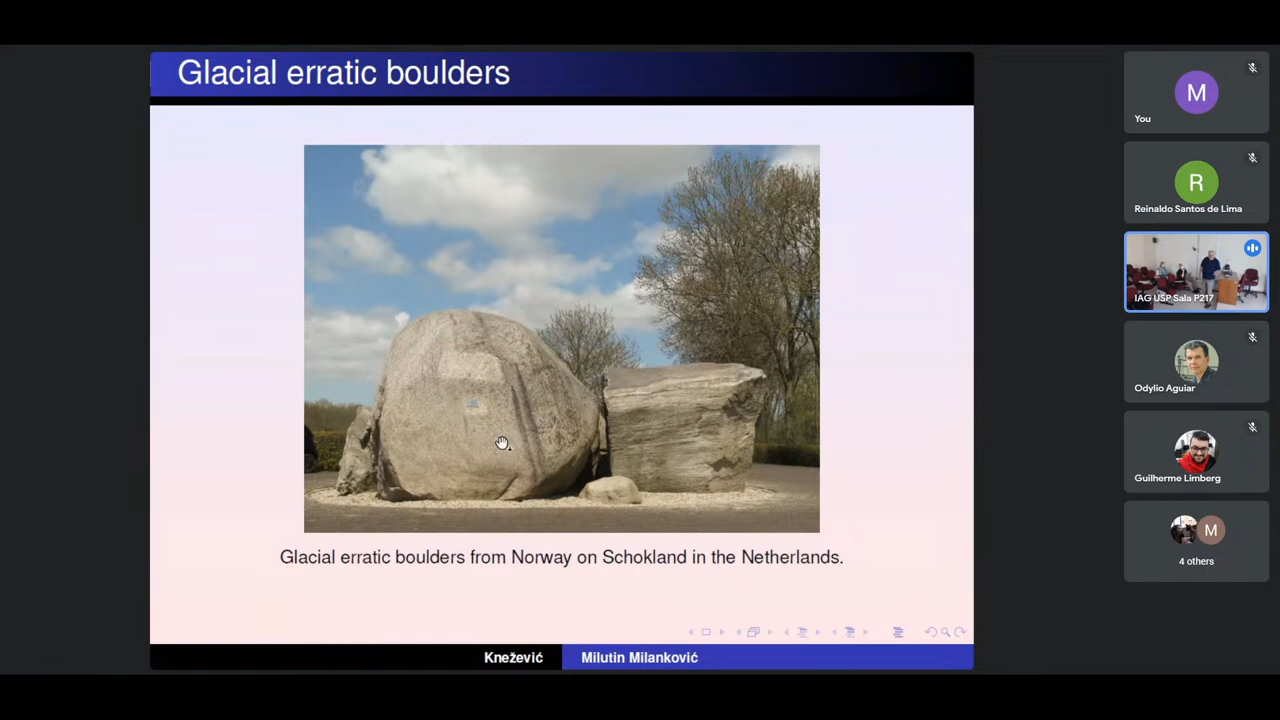 Glacial erratic boulders
Glacial erratic boulders from Norway on Schokland in the Netherlands.
Knežević
Milutin Milanković
M
You
R
Reinaldo Santos de Lima
IAG USP Sala P217
Odylio Aguiar
Guilherme Limberg
M
4 others